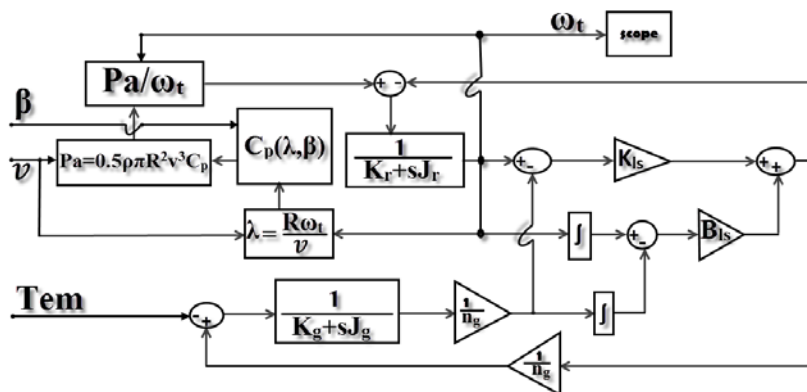 ωₜ
scope
Pa/ωₜ
+ -
β
Cₚ(λ,β)
Pa=0.5ρπR²v³Cₚ
v
1
Kᵣ+sJᵣ
+ -
Kls
+ +
λ = Rωₜ
v
∫
+ -
Bls
Tem
- +
1
Kg+sJg
1
ng
∫
1
ng